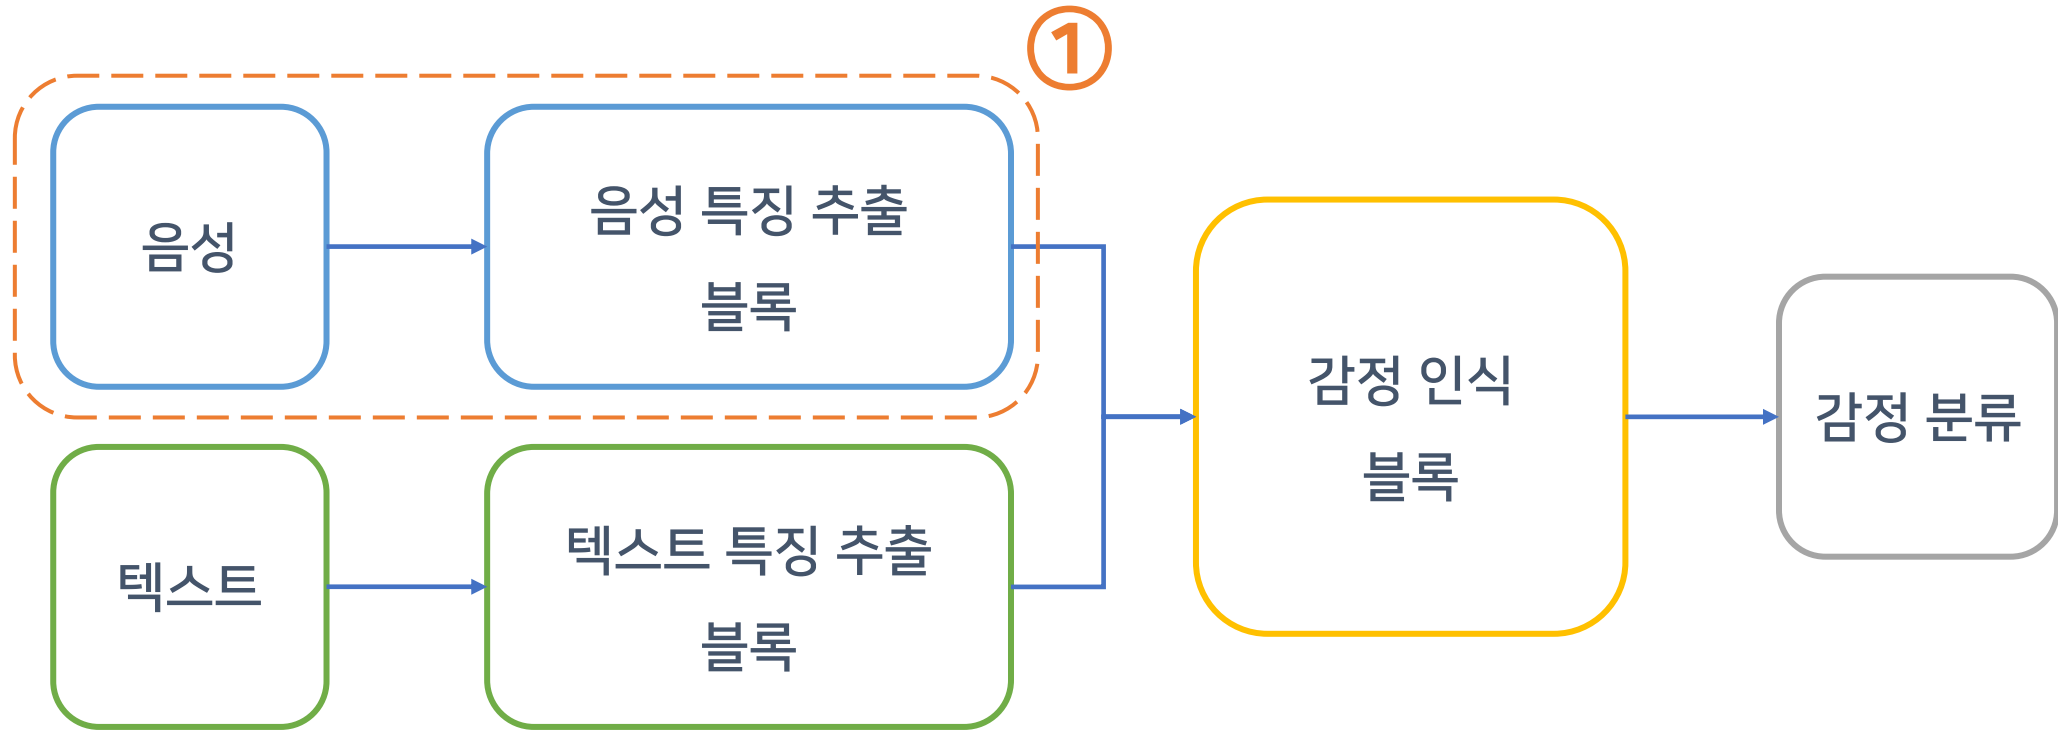 ①
음성
음성 특징 추출
블록
텍스트
텍스트 특징 추출
블록
감정 인식
블록
감정 분류